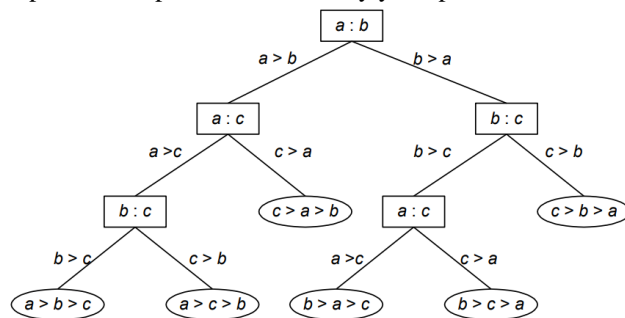 a : b
a > b b > a
a : c b : c
a >c c > a b > c c > b
b : c c > a > b a : c c > b > a
b > c c > b a >c c > a
a > b > c a > c > b b > a > c b > c > a